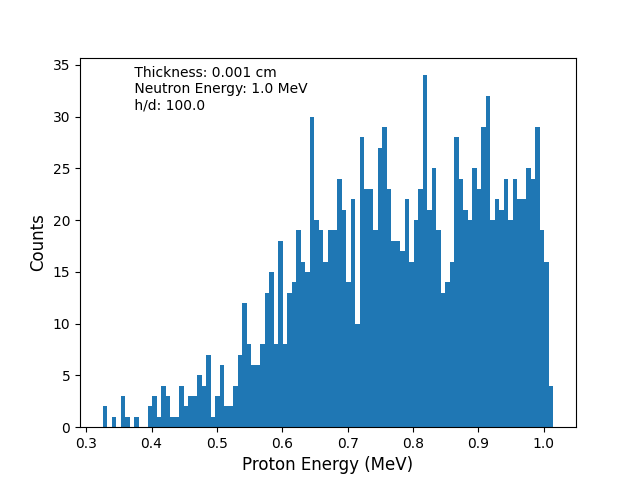 Thickness: 0.001 cm
Neutron Energy: 1.0 MeV
h/d: 100.0
35
30
25
20
15
10
5
0
Counts
0.3 0.4 0.5 0.6 0.7 0.8 0.9 1.0
Proton Energy (MeV)